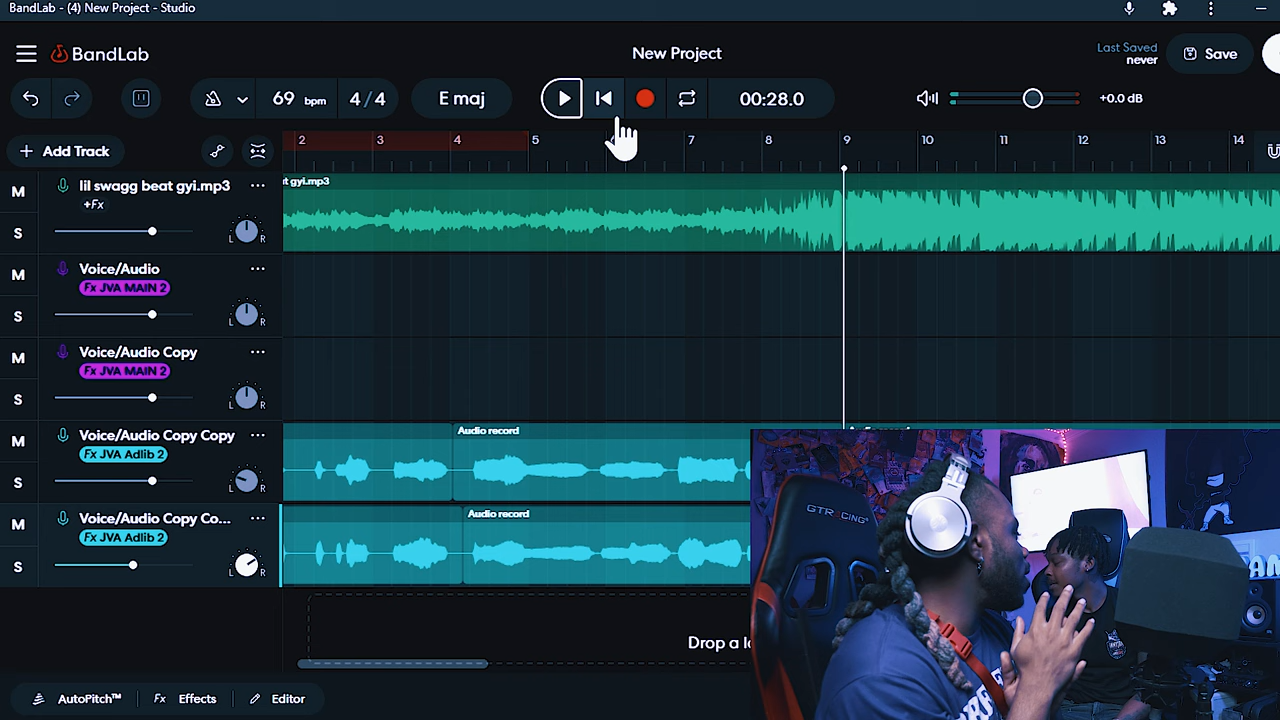 BandLab - (4) New Project - Studio
BandLab
New Project
Last Saved
never
Save
69 bpm
4/4
E maj
00:28.0
+0.0 dB
+ Add Track
2 3 4 5 7 8 9 10 11 12 13 14
M
S
lil swagg beat gyi.mp3
+Fx
L R
t gyi.mp3
M
S
Voice/Audio
Fx JVA MAIN 2
L R
M
S
Voice/Audio Copy
Fx JVA MAIN 2
L R
M
S
Voice/Audio Copy Copy
Fx JVA Adlib 2
L R
Audio record
M
S
Voice/Audio Copy Co...
Fx JVA Adlib 2
L R
Audio record
GTRACING
Drop a lo
AutoPitch™
Fx Effects
Editor